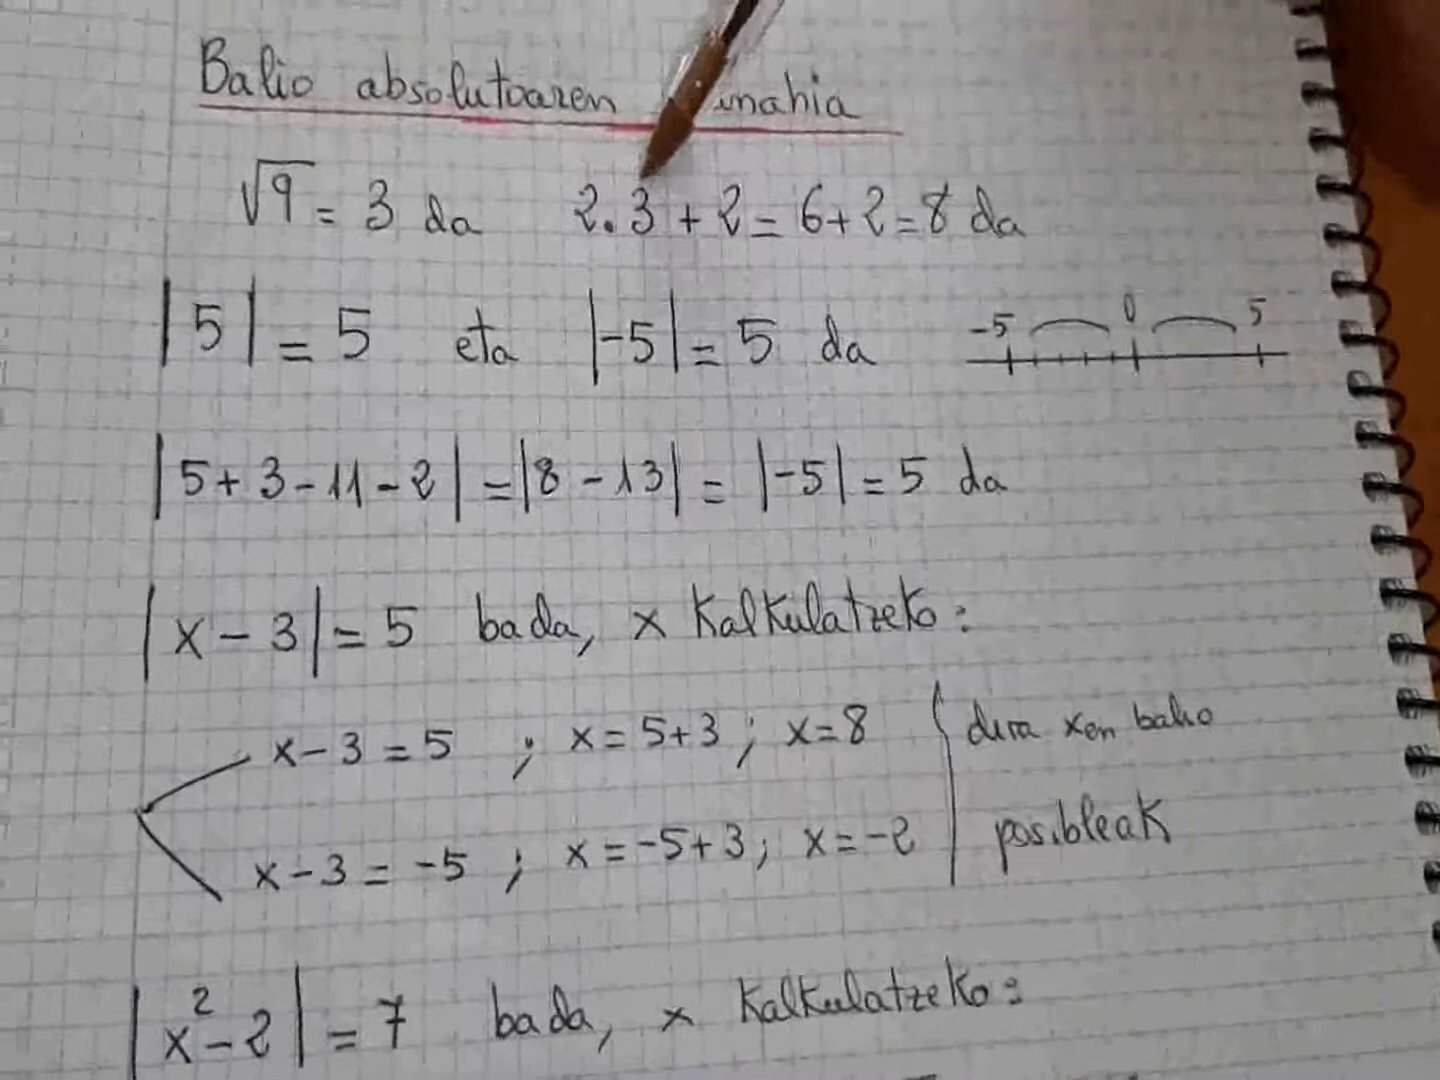 Balio absolutoaren
√9 = 3 da 2.3 + 2 = 6+2 = 8 da
|5| = 5 eta |-5| = 5 da -5 0 5
|5+3-11-2| = |8-13| = |-5| = 5 da
|x-3| = 5 bada, x Kalkulatzeko:
x-3 = 5 ; x = 5+3 ; x = 8 dira xen balio
x-3 = -5 ; x = -5+3 ; x = -2 posibleak
|x²-2| = 7 bada, x Kalkulatzeko: